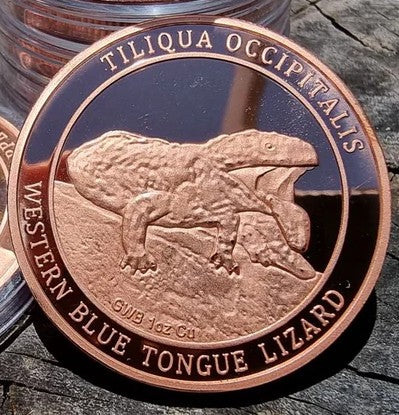 TILIQUA OCCIPITALIS
GWB 1oz Cu
WESTERN BLUE TONGUE LIZARD